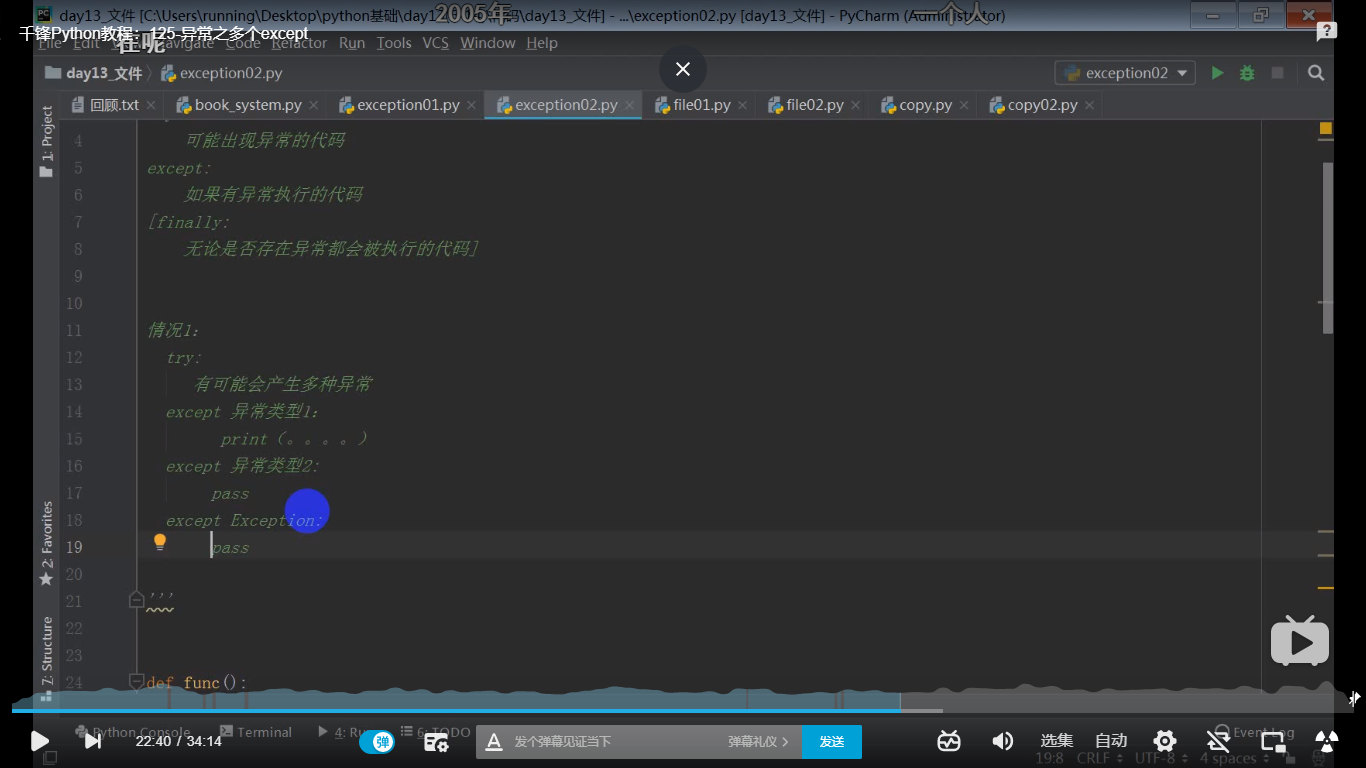 day13_文件 [C:\Users\running\Desktop\python基础\day1
码\day13_文件] - ...\exception02.py [day13_文件] - PyCharm (Administrator)
2005年
一个人
千锋Python教程：125-异常之多个except
在呢
File Edit View Navigate Code Refactor Run Tools VCS Window Help
day13_文件 exception02.py
exception02
回顾.txt book_system.py exception01.py exception02.py file01.py file02.py copy.py copy02.py
1: Project
4 可能出现异常的代码
5 except:
6 如果有异常执行的代码
7 [finally:
8 无论是否存在异常都会被执行的代码]
9
10
11 情况1:
12 try:
13 有可能会产生多种异常
14 except 异常类型1:
15 print（。。。。）
16 except 异常类型2:
17 pass
18 except Exception:
19 pass
20
21 '''
22
23
24 def func():
2: Favorites
7: Structure
Python Console Terminal 4: Ru 6: TODO Event Log
22:40 / 34:14
弹
发个弹幕见证当下
弹幕礼仪 >
发送
选集
自动
19:8 CRLF UTF-8 4 spaces